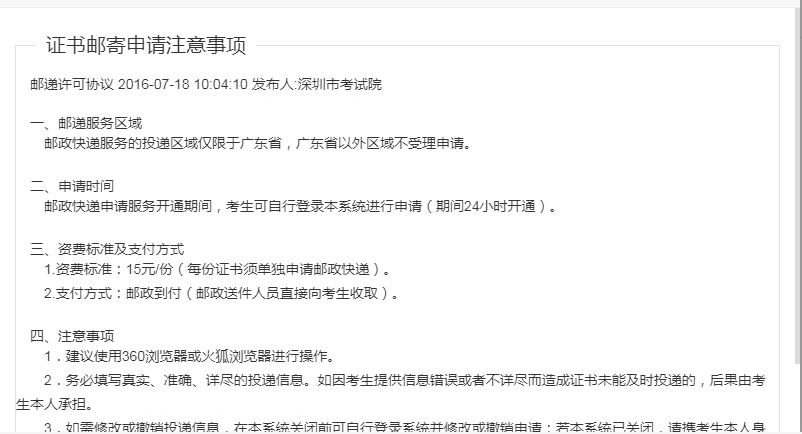 证书邮寄申请注意事项
邮递许可协议 2016-07-18 10:04:10 发布人:深圳市考试院
一、邮递服务区域
邮政快递服务的投递区域仅限于广东省，广东省以外区域不受理申请。
二、申请时间
邮政快递申请服务开通期间，考生可自行登录本系统进行申请（期间24小时开通）。
三、资费标准及支付方式
1.资费标准：15元/份（每份证书须单独申请邮政快递）。
2.支付方式：邮政到付（邮政送件人员直接向考生收取）。
四、注意事项
1．建议使用360浏览器或火狐浏览器进行操作。
2．务必填写真实、准确、详尽的投递信息。如因考生提供信息错误或者不详尽而造成证书未能及时投递的，后果由考
生本人承担。
3．如需修改或撤销投递信息，在本系统关闭前可自行登录系统并修改或撤销申请；若本系统已关闭，请携考生本人身